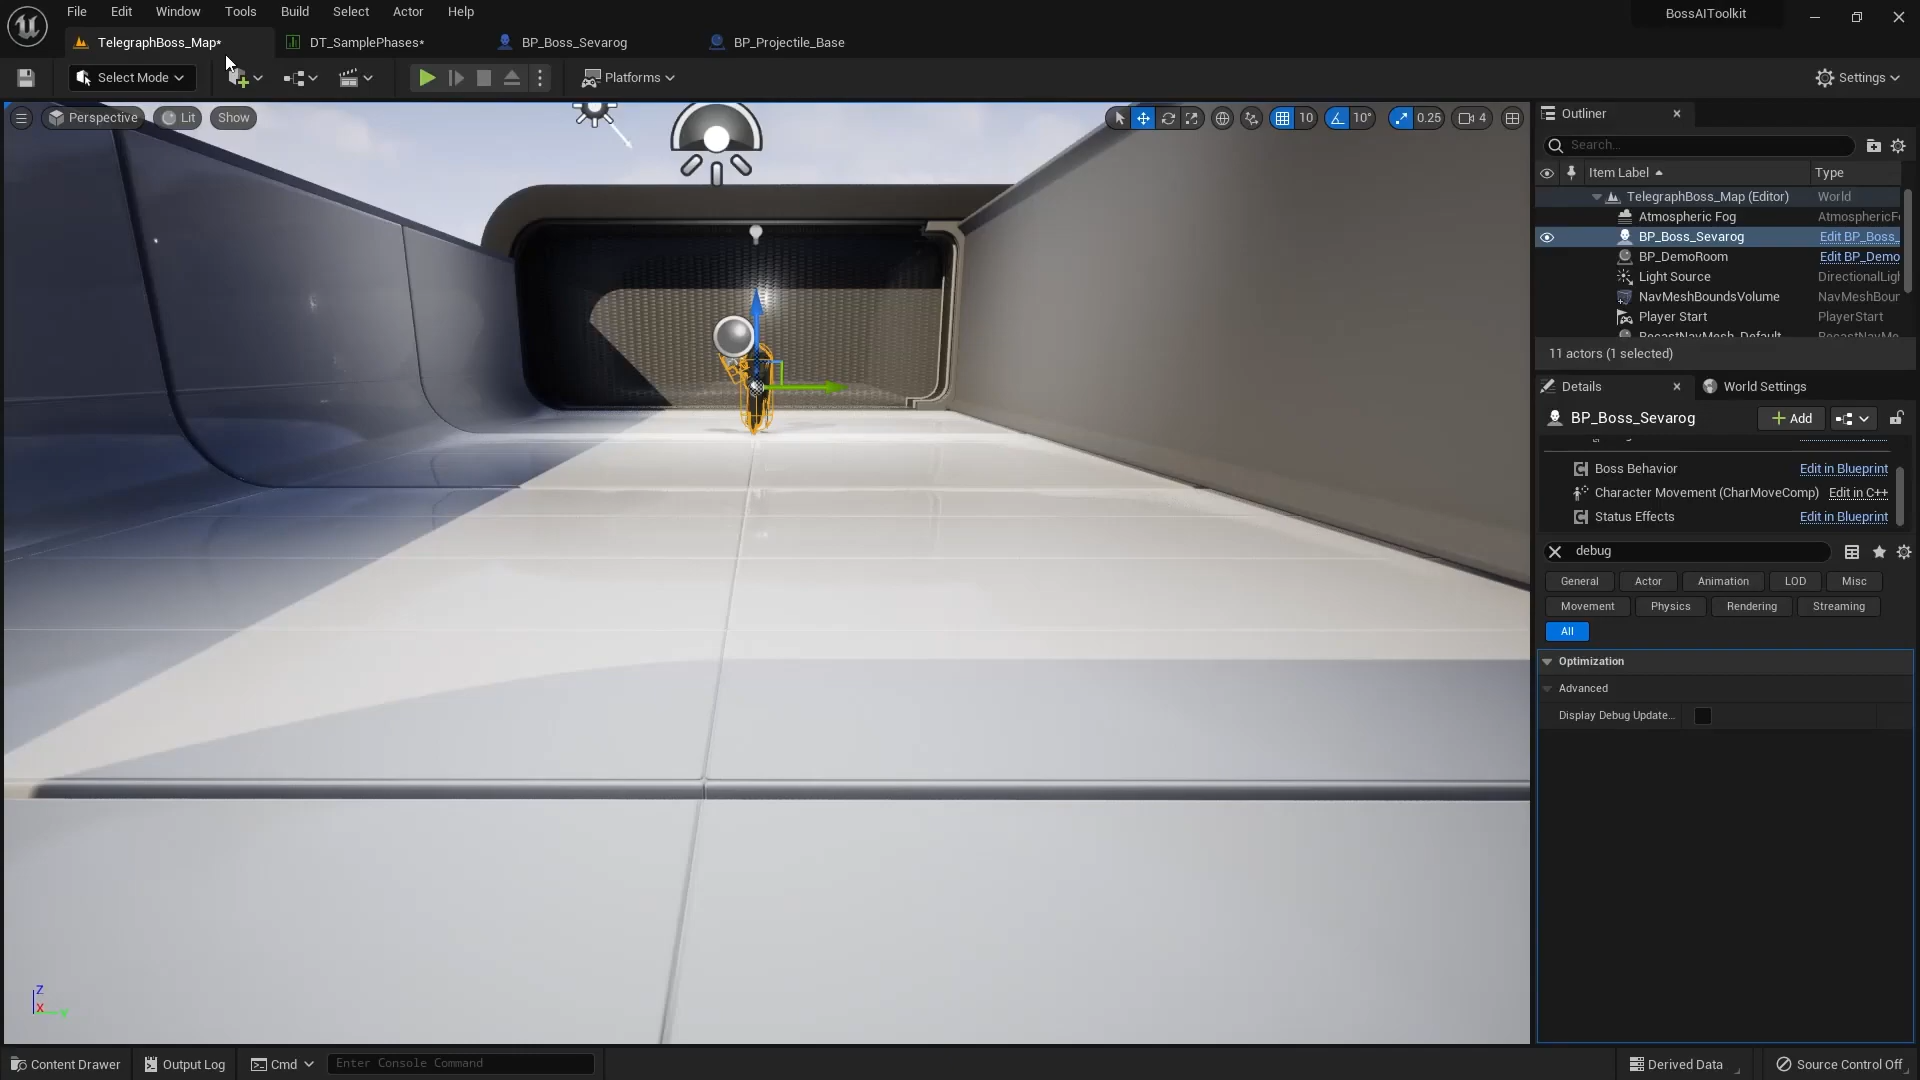 File Edit Window Tools Build Select Actor Help
BossAIToolkit
TelegraphBoss_Map* DT_SamplePhases* BP_Boss_Sevarog BP_Projectile_Base
Select Mode Platforms Settings
Perspective Lit Show 10 10° 0.25 4
Outliner
Search...
Item Label Type
TelegraphBoss_Map (Editor) World
Atmospheric Fog AtmosphericF
BP_Boss_Sevarog Edit BP_Boss_
BP_DemoRoom Edit BP_Demo
Light Source DirectionalLigh
NavMeshBoundsVolume NavMeshBoun
Player Start PlayerStart
RecastNavMesh_Default RecastNavMe
11 actors (1 selected)
Details World Settings
BP_Boss_Sevarog Add
Boss Behavior Edit in Blueprint
Character Movement (CharMoveComp) Edit in C++
Status Effects Edit in Blueprint
debug
General Actor Animation LOD Misc
Movement Physics Rendering Streaming
All
Optimization
Advanced
Display Debug Update...
Z
X
Y
Content Drawer Output Log Cmd Enter Console Command Derived Data Source Control Off